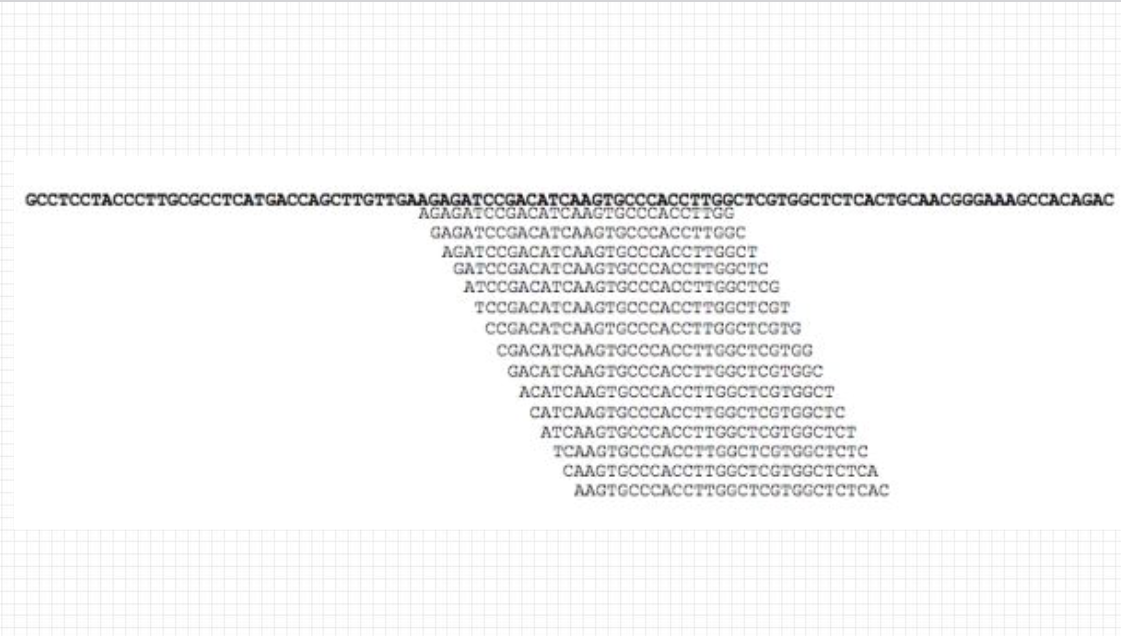 GCCTCCTACCCTTGCGCCTCATGACCAGCTTGTTGAAGAGATCCGACATCAAGTGCCCACCTTGGCTCGTGGCTCTCACTGCAACGGGAAAGCCACAGAC
AGAGATCCGACATCAAGTGCCCACCTTGG
GAGATCCGACATCAAGTGCCCACCTTGGC
AGATCCGACATCAAGTGCCCACCTTGGCT
GATCCGACATCAAGTGCCCACCTTGGCTC
ATCCGACATCAAGTGCCCACCTTGGCTCG
TCCGACATCAAGTGCCCACCTTGGCTCGT
CCGACATCAAGTGCCCACCTTGGCTCGTG
CGACATCAAGTGCCCACCTTGGCTCGTGG
GACATCAAGTGCCCACCTTGGCTCGTGGC
ACATCAAGTGCCCACCTTGGCTCGTGGCT
CATCAAGTGCCCACCTTGGCTCGTGGCTC
ATCAAGTGCCCACCTTGGCTCGTGGCTCT
TCAAGTGCCCACCTTGGCTCGTGGCTCTC
CAAGTGCCCACCTTGGCTCGTGGCTCTCA
AAGTGCCCACCTTGGCTCGTGGCTCTCAC